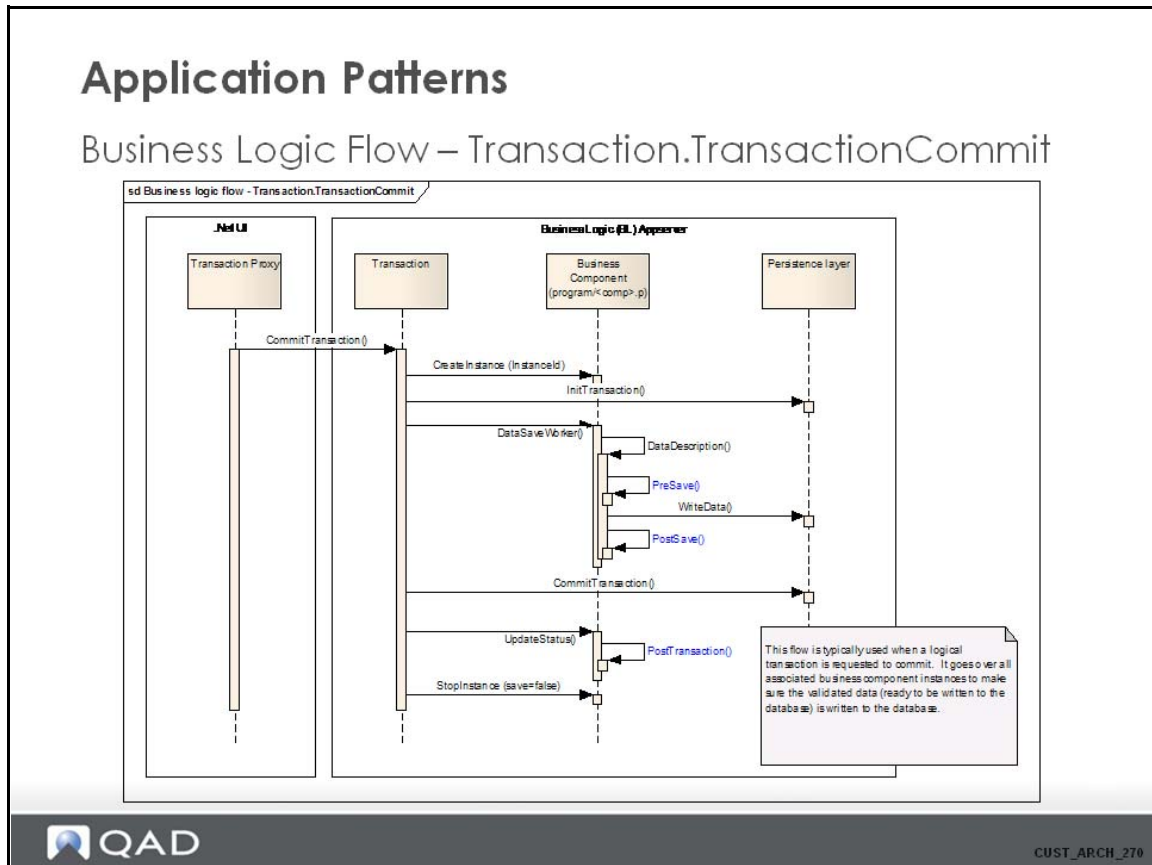 Application Patterns
Business Logic Flow – Transaction.TransactionCommit
sd Business logic flow - Transaction.TransactionCommit
.Net UI
Business Logic (BL) Appserver
Transaction Proxy
Transaction
Business
Component
(program/<comp>.p)
Persistence layer
CommitTransaction()
CreateInstance (InstanceId)
InitTransaction()
DataSaveWorker()
DataDescription()
PreSave()
WriteData()
PostSave()
CommitTransaction()
UpdateStatus()
PostTransaction()
StopInstance (save=false)
This flow is typically used when a logical
transaction is requested to commit. It goes over all
associated business component instances to make
sure the validated data (ready to be written to the
database) is written to the database.
QAD
CUST_ARCH_270